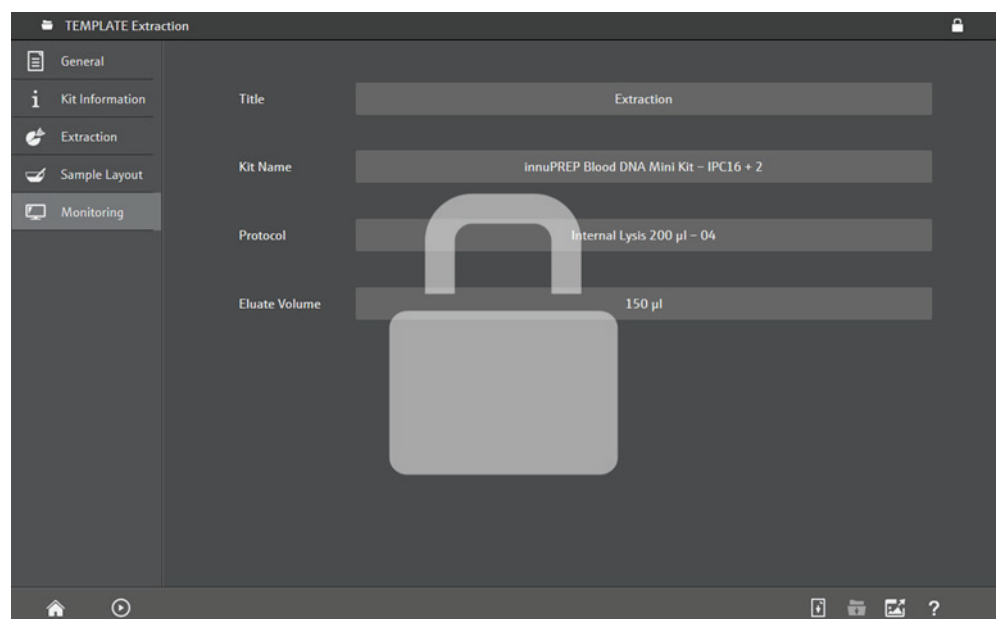 TEMPLATE Extraction
General
Kit Information
Extraction
Sample Layout
Monitoring
Title
Extraction
Kit Name
innuPREP Blood DNA Mini Kit – IPC16 + 2
Protocol
Internal Lysis 200 µl – 04
Eluate Volume
150 µl
?